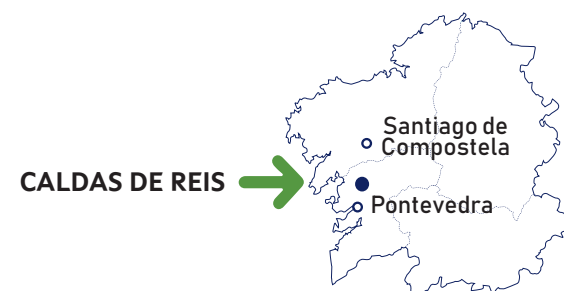 Santiago de
Compostela
CALDAS DE REIS
Pontevedra